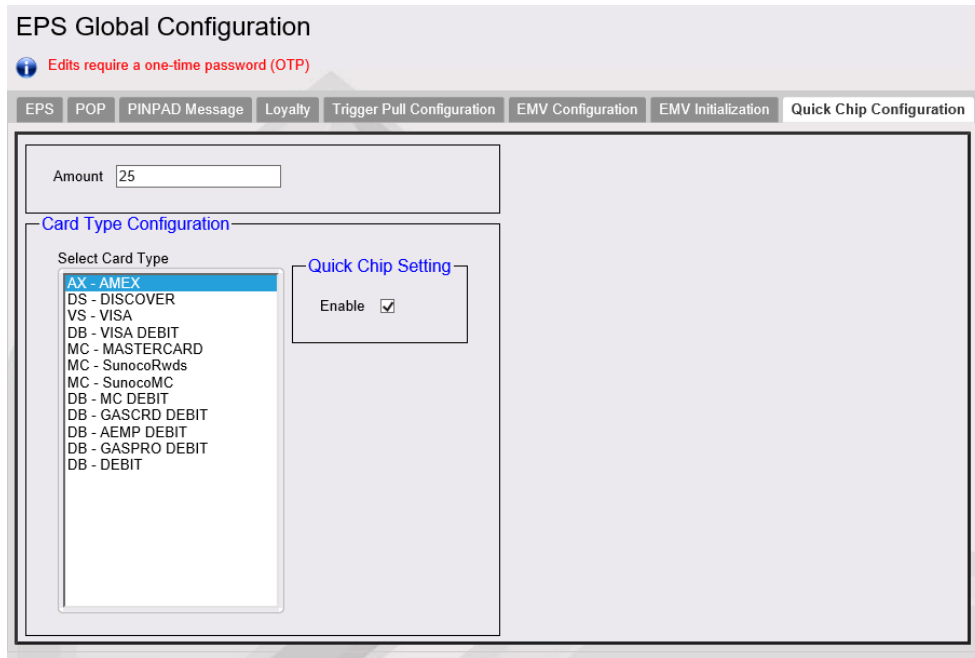 EPS Global Configuration
Edits require a one-time password (OTP)
EPS POP PINPAD Message Loyalty Trigger Pull Configuration EMV Configuration EMV Initialization Quick Chip Configuration
Amount 25
Card Type Configuration
Select Card Type
Quick Chip Setting
Enable
AX - AMEX
DS - DISCOVER
VS - VISA
DB - VISA DEBIT
MC - MASTERCARD
MC - SunocoRwds
MC - SunocoMC
DB - MC DEBIT
DB - GASCRD DEBIT
DB - AEMP DEBIT
DB - GASPRO DEBIT
DB - DEBIT